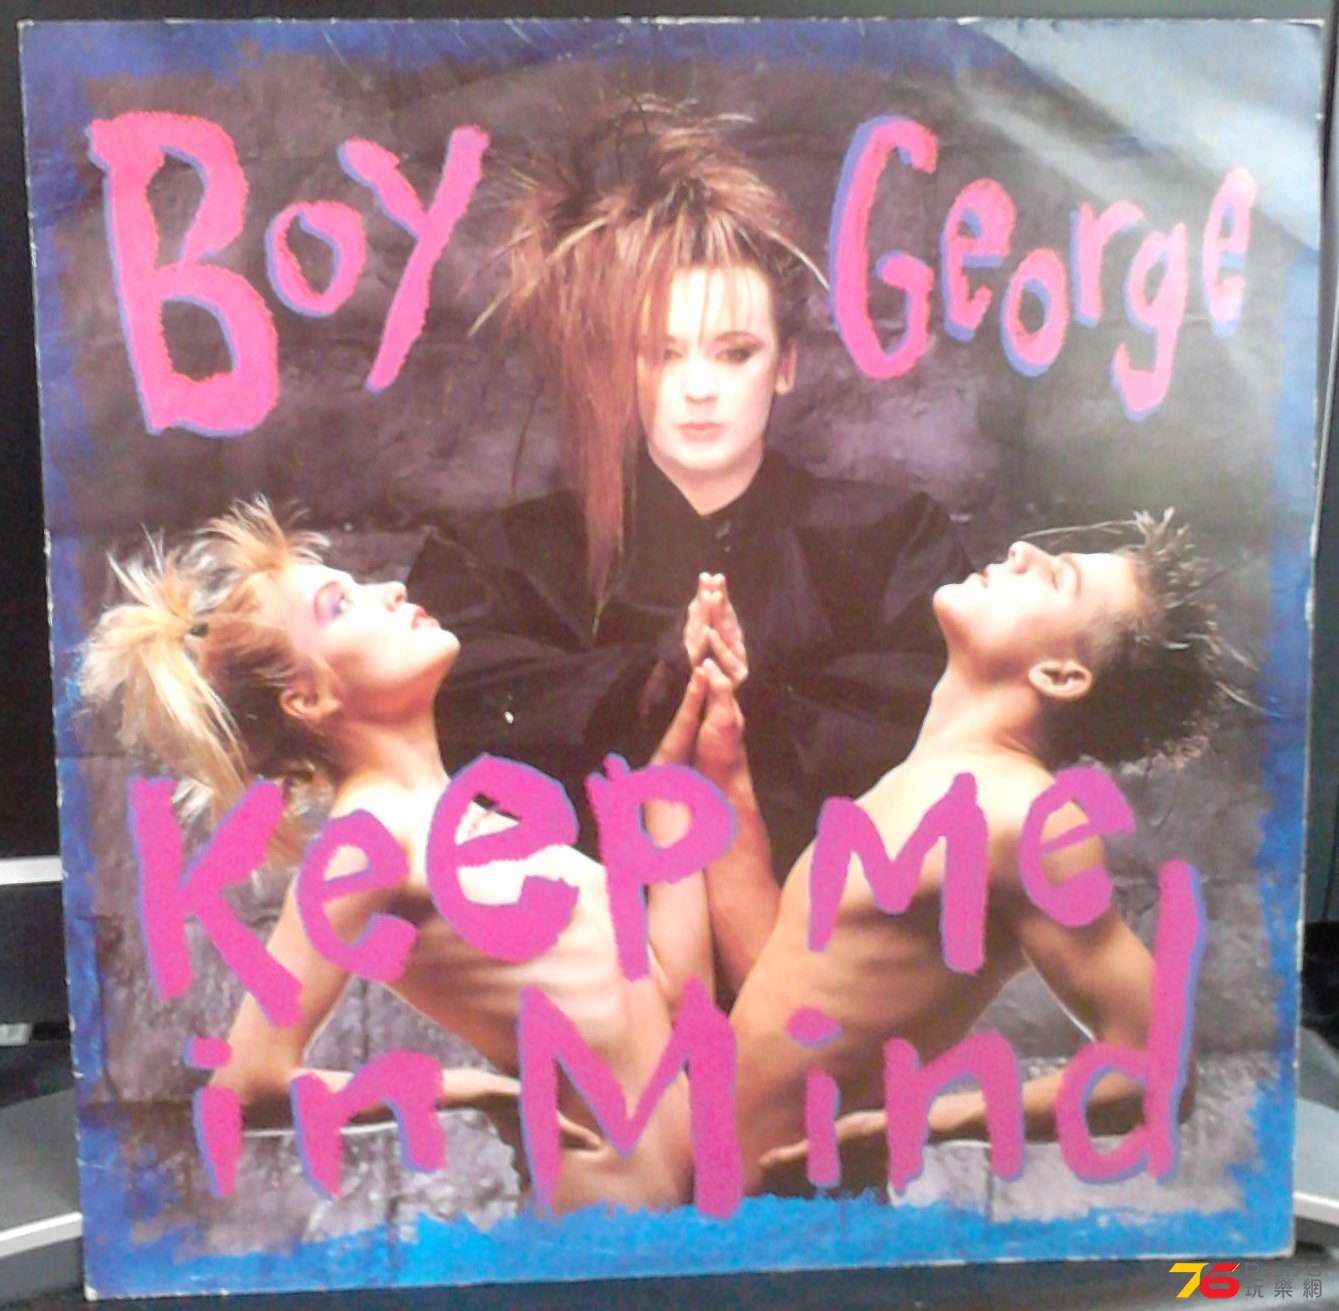 Boy George
Keep Me
in Mind
76
玩樂網